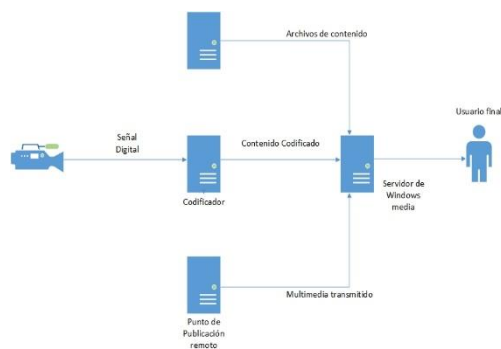 Archivos de contenido
Usuario final
Señal
Digital
Contenido Codificado
Codificador
Servidor de
Windows
media
Multimedia transmitido
Punto de
Publicación
remoto